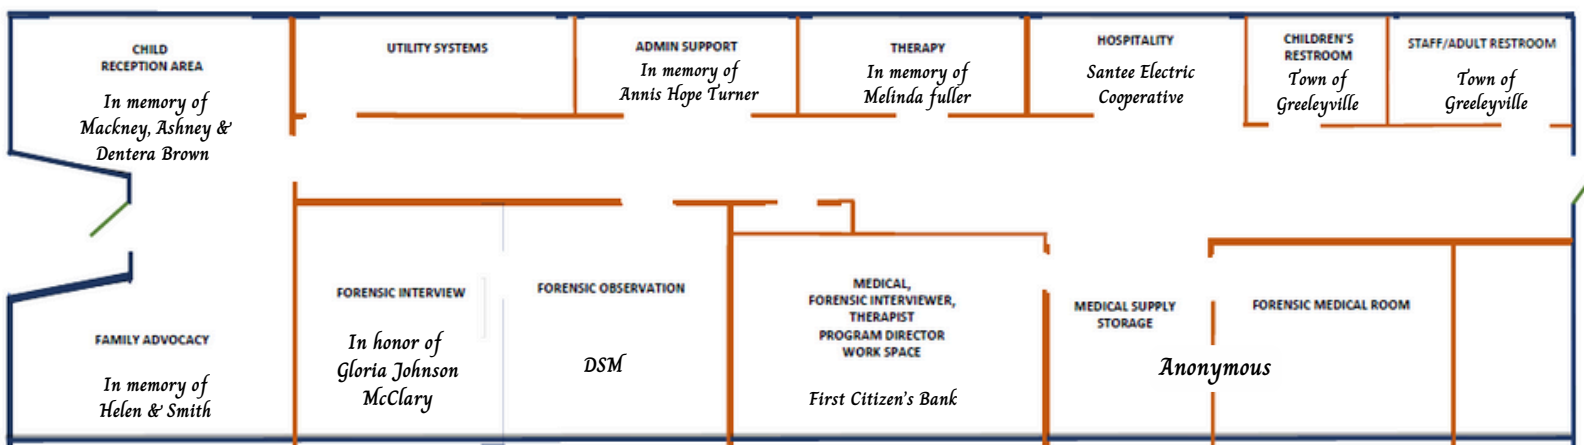 CHILD
RECEPTION AREA
In memory of
Mackney, Ashney &
Dentera Brown
UTILITY SYSTEMS
ADMIN SUPPORT
In memory of
Annis Hope Turner
THERAPY
In memory of
Melinda fuller
HOSPITALITY
Santee Electric
Cooperative
CHILDREN'S
RESTROOM
Town of
Greeleyville
STAFF/ADULT RESTROOM
Town of
Greeleyville
FAMILY ADVOCACY
In memory of
Helen & Smith
FORENSIC INTERVIEW
In honor of
Gloria Johnson
McClary
FORENSIC OBSERVATION
DSM
MEDICAL,
FORENSIC INTERVIEWER,
THERAPIST
PROGRAM DIRECTOR
WORK SPACE
First Citizen's Bank
MEDICAL SUPPLY
STORAGE
FORENSIC MEDICAL ROOM
Anonymous